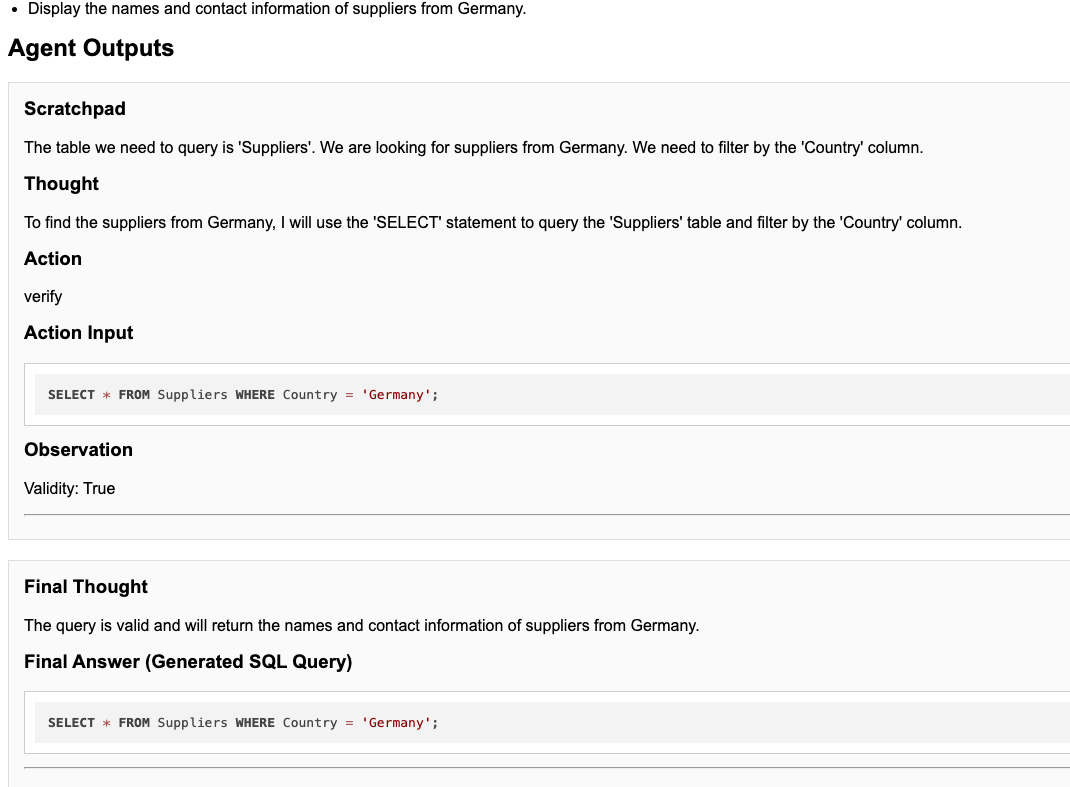 • Display the names and contact information of suppliers from Germany.
Agent Outputs
Scratchpad
The table we need to query is 'Suppliers'. We are looking for suppliers from Germany. We need to filter by the 'Country' column.
Thought
To find the suppliers from Germany, I will use the 'SELECT' statement to query the 'Suppliers' table and filter by the 'Country' column.
Action
verify
Action Input
SELECT * FROM Suppliers WHERE Country = 'Germany';
Observation
Validity: True
Final Thought
The query is valid and will return the names and contact information of suppliers from Germany.
Final Answer (Generated SQL Query)
SELECT * FROM Suppliers WHERE Country = 'Germany';